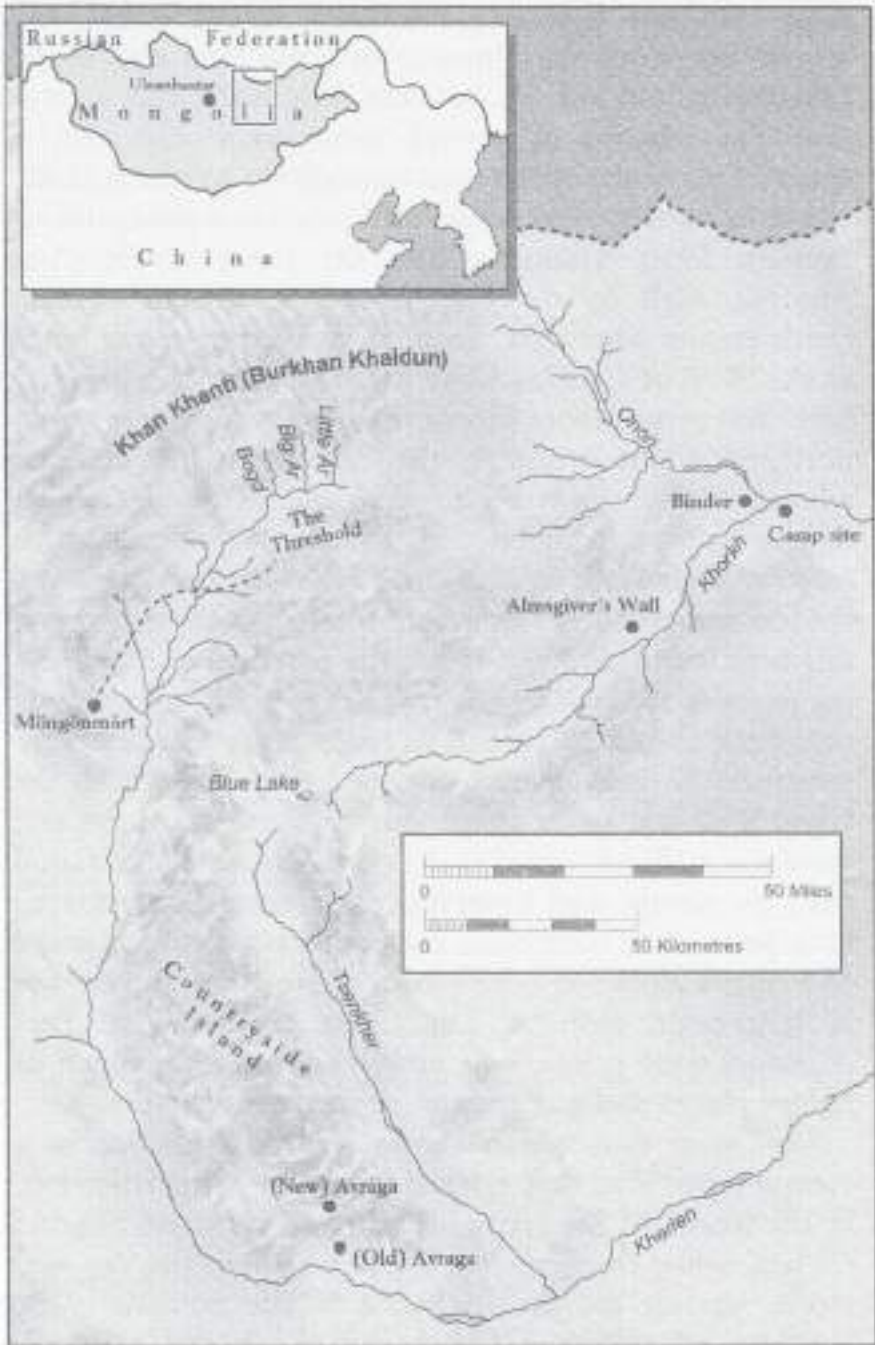 Russian Federation
Ulaanbaatar
Mongolia
China
Khan Khenti (Burkhan Khaldun)
Bogd
Big Ar
Little Ar
The
Threshold
Onon
Binder
Camp site
Khorkh
Almsgiver's Wall
Möngönmört
Blue Lake
0 50 Miles
0 50 Kilometres
Countryside
Island
Tsenkher
(New) Avraga
(Old) Avraga
Kherlen